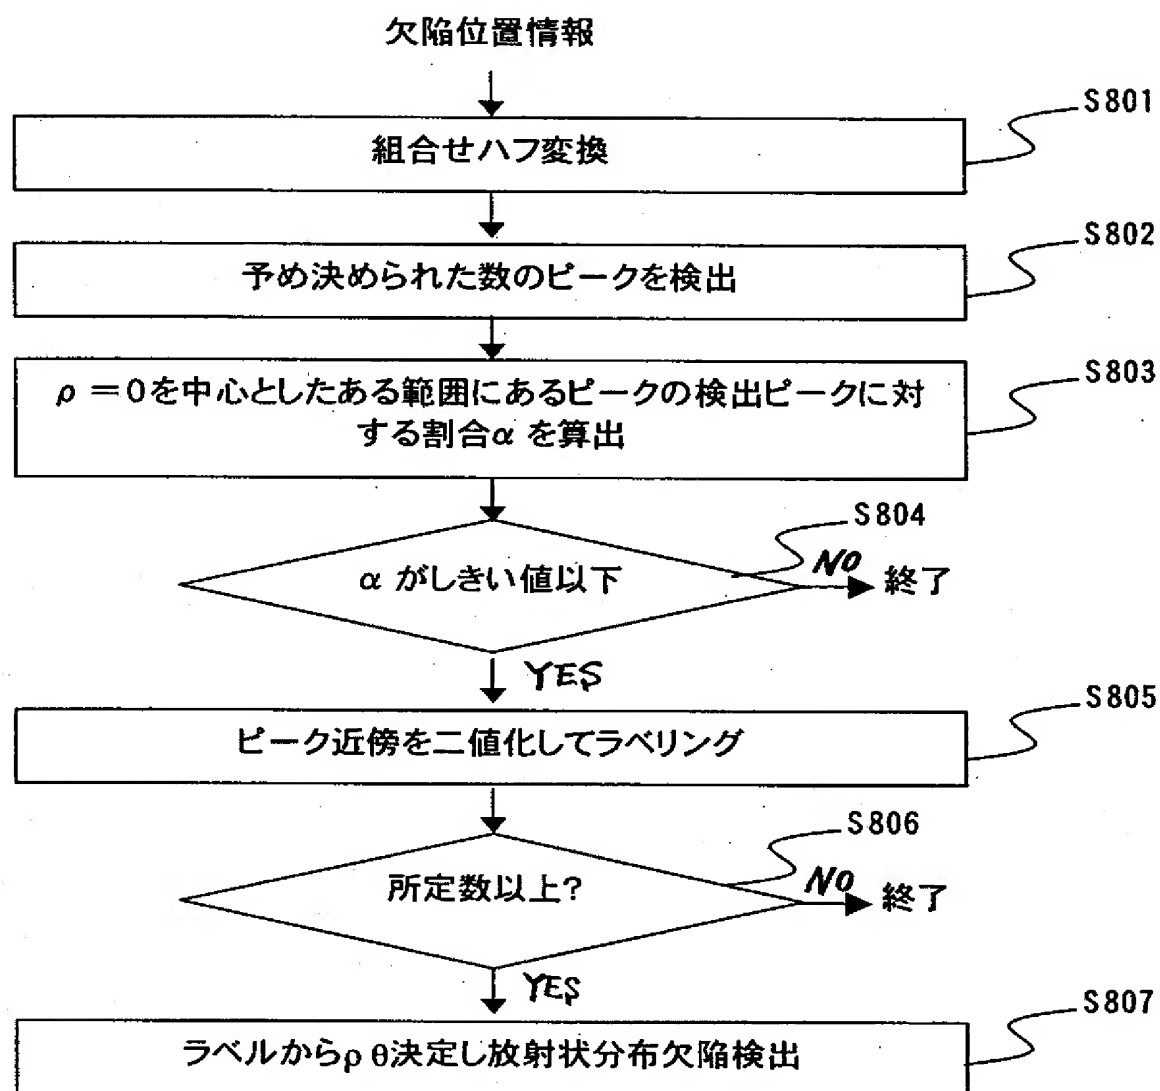 欠陥位置情報
S801
組合せハフ変換
S802
予め決められた数のピークを検出
S803
ρ =0を中心としたある範囲にあるピークの検出ピークに対
する割合α を算出
S804
α がしきい値以下
NO
終了
YES
S805
ピーク近傍を二値化してラベリング
S806
所定数以上?
NO
終了
YES
S807
ラベルからρ θ決定し放射状分布欠陥検出